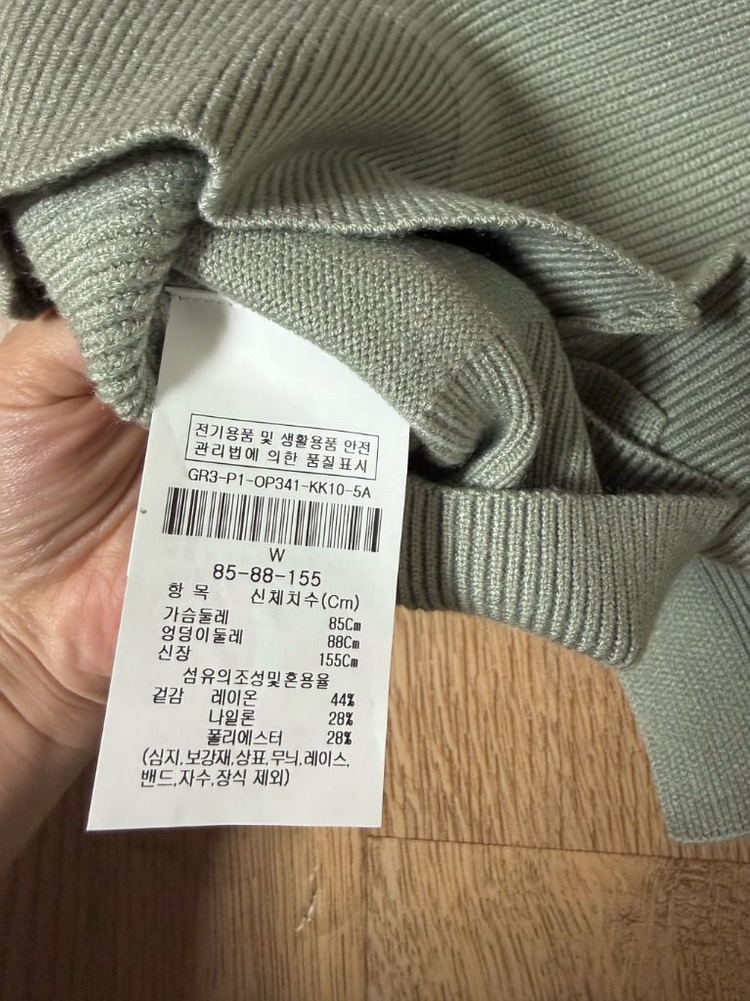 전기용품 및 생활용품 안전
관리법에 의한 품질표시
GR3-P1-OP341-KK10-5A
W
85-88-155
항 목 신체치수(Cm)
가슴둘레 85Cm
엉덩이둘레 88Cm
신장 155Cm
섬유의조성및혼용율
겉감 레이온 44%
나일론 28%
폴리에스터 28%
(심지,보강재,상표,무늬,레이스,
밴드,자수,장식 제외)